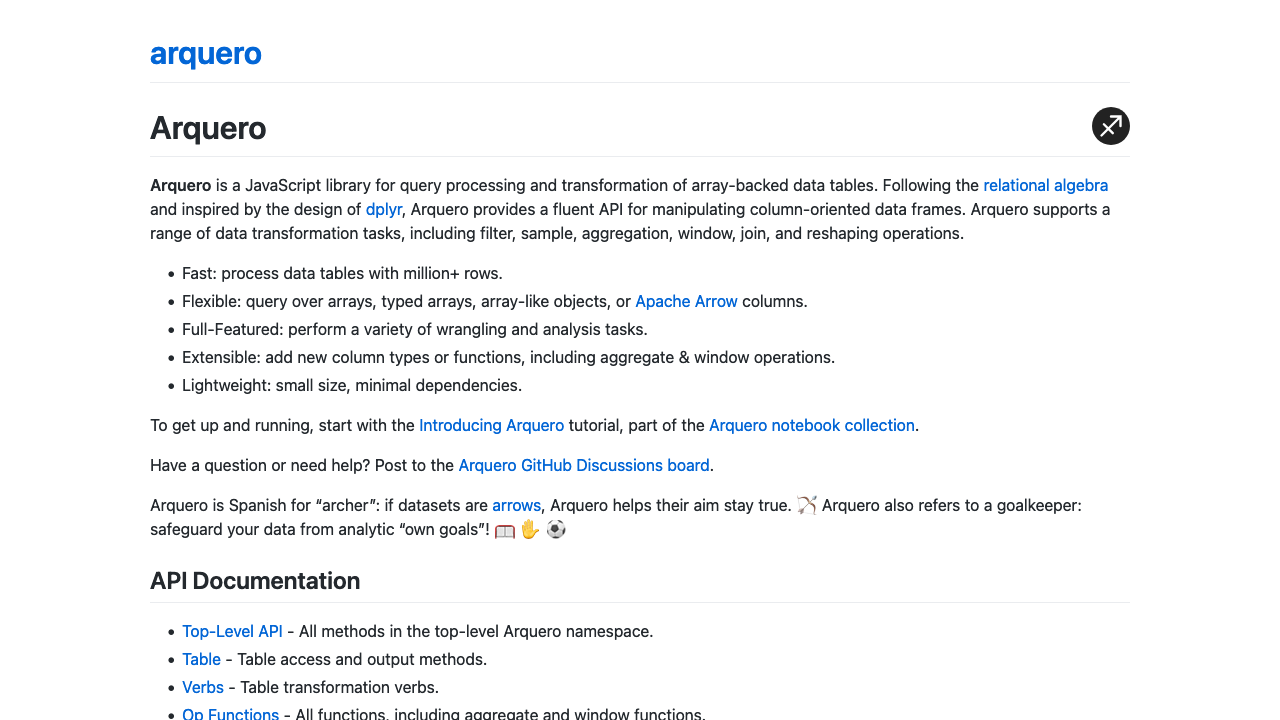 arquero
Arquero
Arquero is a JavaScript library for query processing and transformation of array-backed data tables. Following the relational algebra
and inspired by the design of dplyr, Arquero provides a fluent API for manipulating column-oriented data frames. Arquero supports a
range of data transformation tasks, including filter, sample, aggregation, window, join, and reshaping operations.
• Fast: process data tables with million+ rows.
• Flexible: query over arrays, typed arrays, array-like objects, or Apache Arrow columns.
• Full-Featured: perform a variety of wrangling and analysis tasks.
• Extensible: add new column types or functions, including aggregate & window operations.
• Lightweight: small size, minimal dependencies.
To get up and running, start with the Introducing Arquero tutorial, part of the Arquero notebook collection.
Have a question or need help? Post to the Arquero GitHub Discussions board.
Arquero is Spanish for “archer”: if datasets are arrows, Arquero helps their aim stay true. 🏹 Arquero also refers to a goalkeeper:
safeguard your data from analytic “own goals”! 🥅 ✋ ⚽
API Documentation
• Top-Level API - All methods in the top-level Arquero namespace.
• Table - Table access and output methods.
• Verbs - Table transformation verbs.
• Op Functions - All functions, including aggregate and window functions.